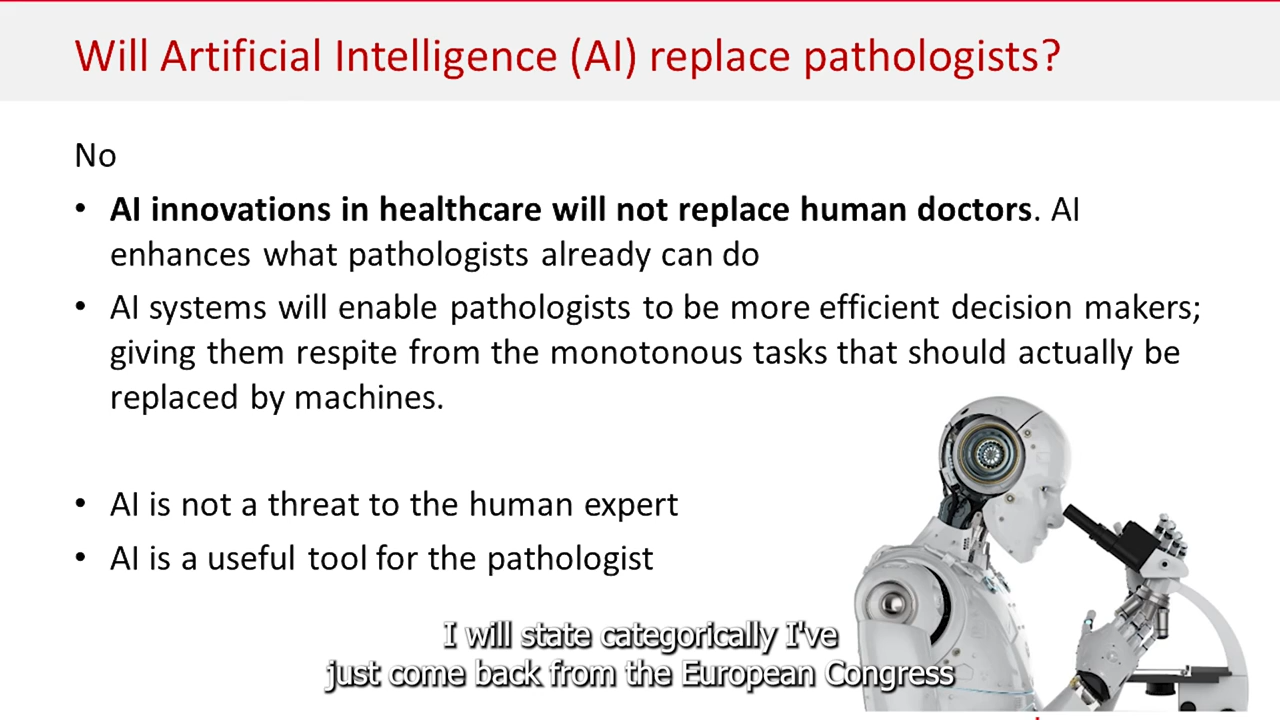 Will Artificial Intelligence (AI) replace pathologists?
No
• AI innovations in healthcare will not replace human doctors. AI
enhances what pathologists already can do
• AI systems will enable pathologists to be more efficient decision makers;
giving them respite from the monotonous tasks that should actually be
replaced by machines.
• AI is not a threat to the human expert
• AI is a useful tool for the pathologist
I will state categorically I've
just come back from the European Congress